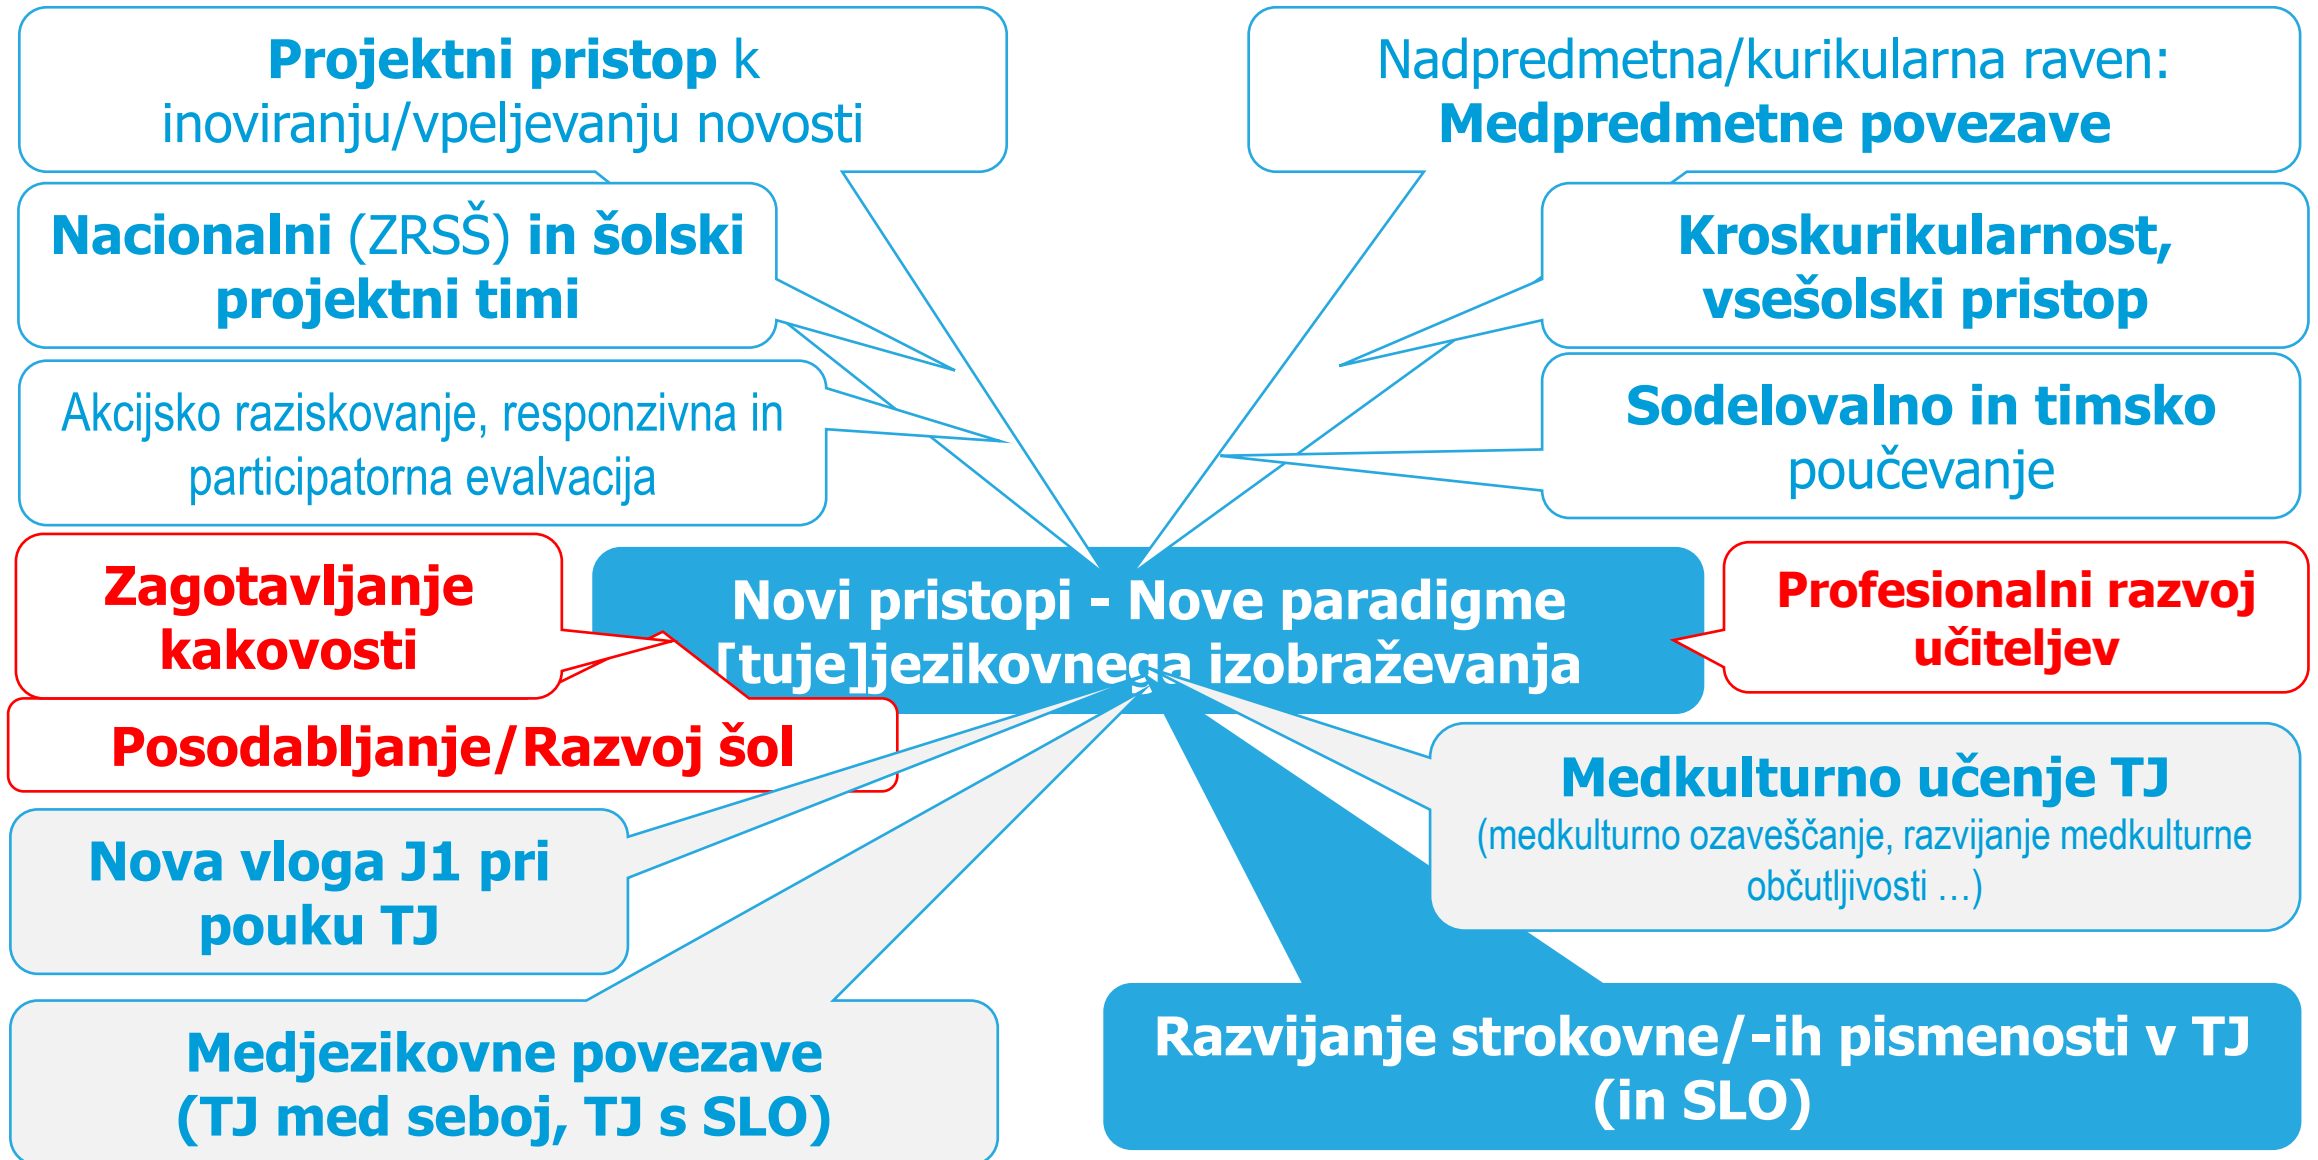 Projektni pristop k
inoviranju/vpeljevanju novosti
Nadpredmetna/kurikularna raven:
Medpredmetne povezave
Nacionalni (ZRSŠ) in šolski
projektni timi
Kroskurikularnost,
vsešolski pristop
Akcijsko raziskovanje, responzivna in
participatorna evalvacija
Sodelovalno in timsko
poučevanje
Zagotavljanje
kakovosti
Novi pristopi - Nove paradigme
[tuje]jezikovnega izobraževanja
Profesionalni razvoj
učiteljev
Posodabljanje/Razvoj šol
Medkulturno učenje TJ
(medkulturno ozaveščanje, razvijanje medkulturne
občutljivosti …)
Nova vloga J1 pri
pouku TJ
Medjezikovne povezave
(TJ med seboj, TJ s SLO)
Razvijanje strokovne/-ih pismenosti v TJ
(in SLO)